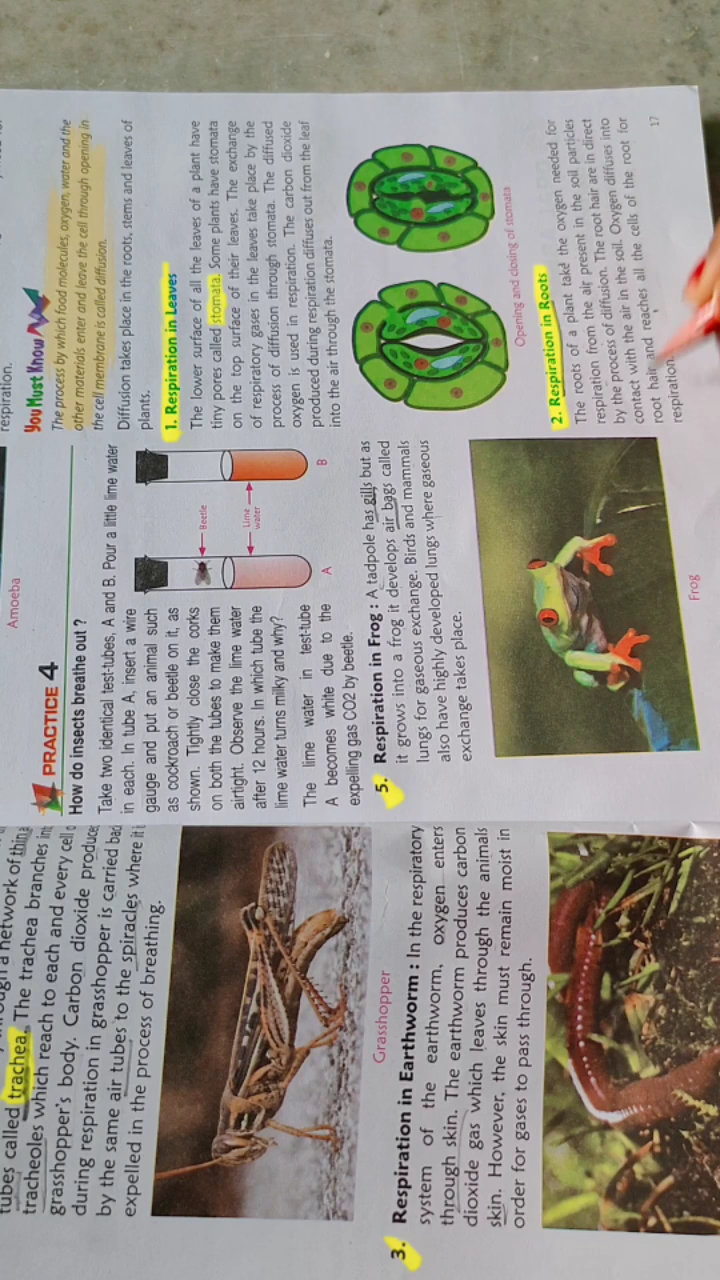 tubes called trachea. The trachea branches
tracheoles which reach to each and every cell
grasshopper's body. Carbon dioxide
during respiration in grasshopper is carried
by the same air tubes to the spiracles where it
expelled in the process of breathing.
Grasshopper
3. Respiration in Earthworm : In the respiratory
system of the earthworm, oxygen enters
through skin. The earthworm produces carbon
dioxide gas which leaves through the animals
skin. However, the skin must remain moist in
order for gases to pass through.
Amoeba
PRACTICE 4
How do insects breathe out ?
Take two identical test-tubes, A and B. Pour a little lime water
in each. In tube A, insert a wire
gauge and put an animal such
as cockroach or beetle on it, as
shown. Tightly close the corks
on both the tubes to make them
airtight. Observe the lime water
after 12 hours. In which tube the
lime water turns milky and why?
The lime water in test-tube
A becomes white due to the
expelling gas CO2 by beetle.
Beetle
Lime
water
A
B
5. Respiration in Frog : A tadpole has gills but as
it grows into a frog it develops air bags called
lungs for gaseous exchange. Birds and mammals
also have highly developed lungs where gaseous
exchange takes place.
Frog
respiration.
You Must Know
The process by which food molecules, oxygen, water and the
other materials enter and leave the cell through opening in
the cell membrane is called diffusion.
Diffusion takes place in the roots, stems and leaves of
plants.
1. Respiration in Leaves
The lower surface of all the leaves of a plant have
tiny pores called stomata. Some plants have stomata
on the top surface of their leaves. The exchange
of respiratory gases in the leaves take place by the
process of diffusion through stomata. The diffused
oxygen is used in respiration. The carbon dioxide
produced during respiration diffuses out from the leaf
into the air through the stomata.
Opening and closing of stomata
2. Respiration in Roots
The roots of a plant take the oxygen needed for
respiration from the air present in the soil particles
by the process of diffusion. The root hair are in direct
contact with the air in the soil. Oxygen diffuses into
root hair and reaches all the cells of the root for
respiration.
17